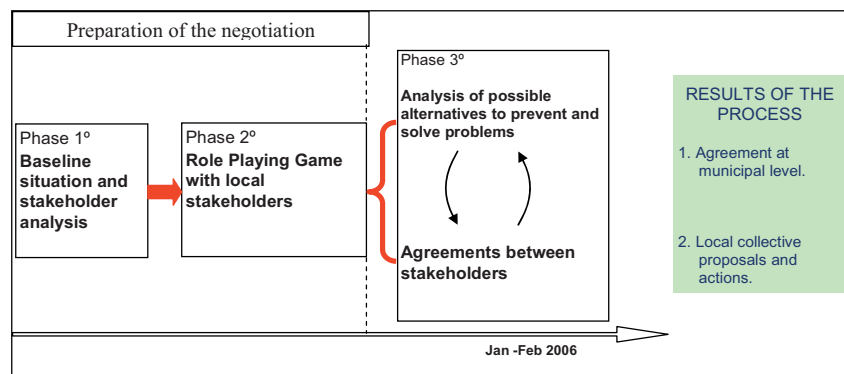 Preparation of the negotiation
Phase 1º
Baseline
situation and
stakeholder
analysis
Phase 2º
Role Playing Game
with local
stakeholders
Phase 3º
Analysis of possible
alternatives to prevent and
solve problems
Agreements between
stakeholders
RESULTS OF THE
PROCESS
1. Agreement at
municipal level.
2. Local collective
proposals and
actions.
Jan -Feb 2006